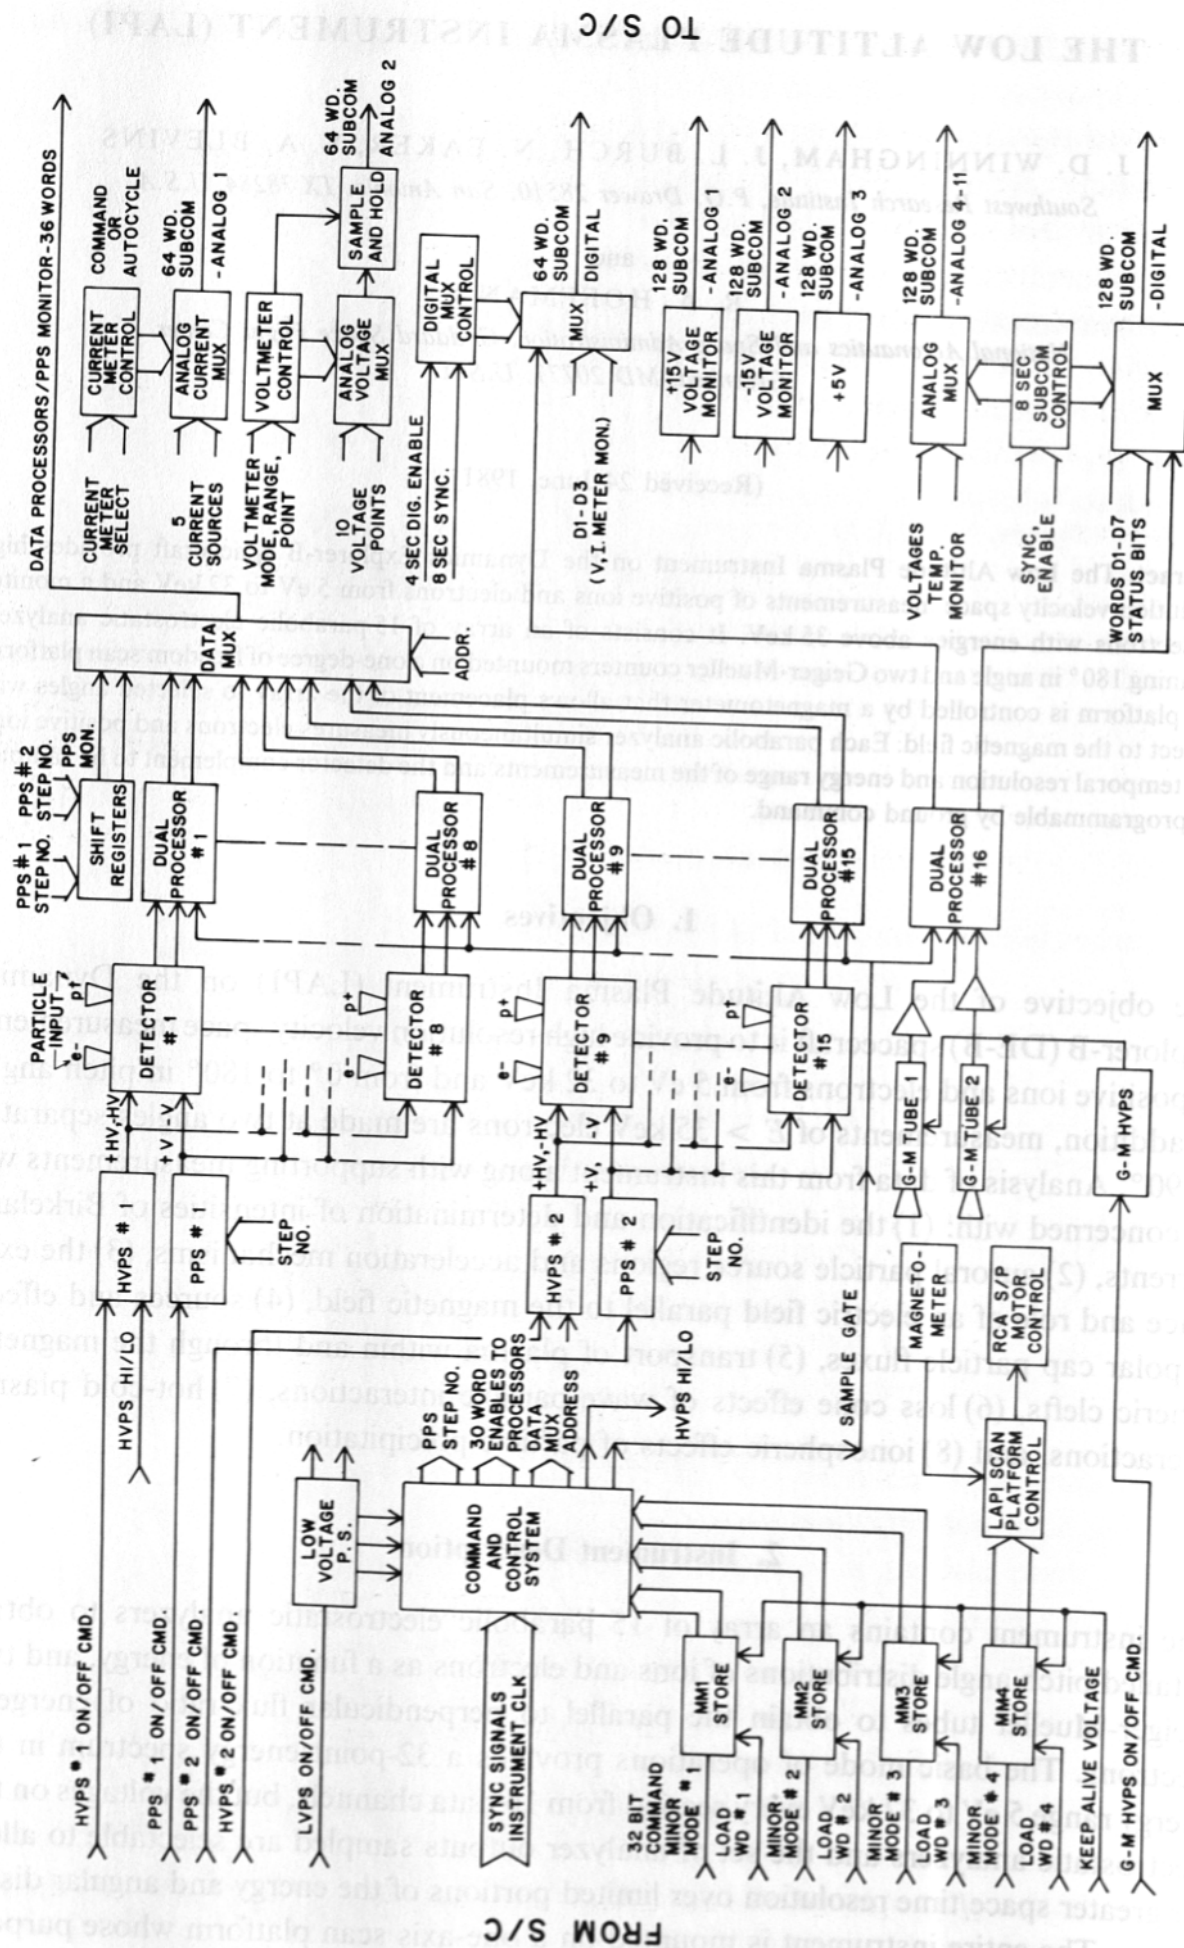 FROM S/C
HVPS #1 ON/OFF CMD.
HVPS HI/LO
PPS #1 ON/OFF CMD.
PPS #2 ON/OFF CMD.
HVPS #2 ON/OFF CMD.
LVPS ON/OFF CMD.
SYNC SIGNALS
INSTRUMENT CLK
32 BIT
COMMAND
MINOR
MODE #1
LOAD
WD #1
MINOR
MODE #2
LOAD
WD #2
MINOR
MODE #3
LOAD
WD #3
MINOR
MODE #4
LOAD
WD #4
KEEP ALIVE VOLTAGE
G-M HVPS ON/OFF CMD.
LOW
VOLTAGE
P.S.
COMMAND
AND
CONTROL
SYSTEM
MM1
STORE
MM2
STORE
MM3
STORE
MM4
STORE
PPS
STEP NO.
30 WORD
ENABLES TO
PROCESSORS
DATA
MUX
ADDRESS
HVPS HI/LO
SAMPLE GATE
LAPI SCAN
PLATFORM
CONTROL
RCA S/P
MOTOR
CONTROL
MAGNETO-
METER
HVPS #1
PPS #1
STEP
NO.
HVPS #2
PPS #2
STEP
NO.
+HV,-HV
+V,-V
+HV,-HV
+V, -V
G-M TUBE 1
G-M TUBE 2
G-M HVPS
PARTICLE
INPUT
e-
p+
DETECTOR
#1
e-
p+
DETECTOR
#8
e-
p+
DETECTOR
#9
e-
p+
DETECTOR
#15
PPS #1
STEP NO.
PPS #2
STEP NO.
PPS
MON.
SHIFT
REGISTERS
DUAL
PROCESSOR
#1
DUAL
PROCESSOR
#8
DUAL
PROCESSOR
#9
DUAL
PROCESSOR
#15
DUAL
PROCESSOR
#16
DATA
MUX
ADDR.
DATA PROCESSORS/PPS MONITOR-36 WORDS
CURRENT
METER
SELECT
CURRENT
METER
CONTROL
COMMAND
OR
AUTOCYCLE
5
CURRENT
SOURCES
ANALOG
CURRENT
MUX
64 WD.
SUBCOM
-ANALOG 1
VOLTMETER
MODE, RANGE,
POINT
VOLTMETER
CONTROL
10
VOLTAGE
POINTS
ANALOG
VOLTAGE
MUX
SAMPLE
AND HOLD
64 WD.
SUBCOM
ANALOG 2
4 SEC DIG. ENABLE
8 SEC SYNC.
DIGITAL
MUX
CONTROL
D1-D3
(V.I. METER MON.)
MUX
64 WD.
SUBCOM
-DIGITAL
+15V
VOLTAGE
MONITOR
128 WD.
SUBCOM
-ANALOG 1
-15V
VOLTAGE
MONITOR
128 WD.
SUBCOM
-ANALOG 2
+5V
128 WD.
SUBCOM
-ANALOG 3
VOLTAGES
TEMP.
MONITOR
ANALOG
MUX
128 WD.
SUBCOM
-ANALOG 4-11
SYNC,
ENABLE
8 SEC
SUBCOM
CONTROL
WORDS D1-D7
STATUS BITS
MUX
128 WD.
SUBCOM
-DIGITAL
TO S/C